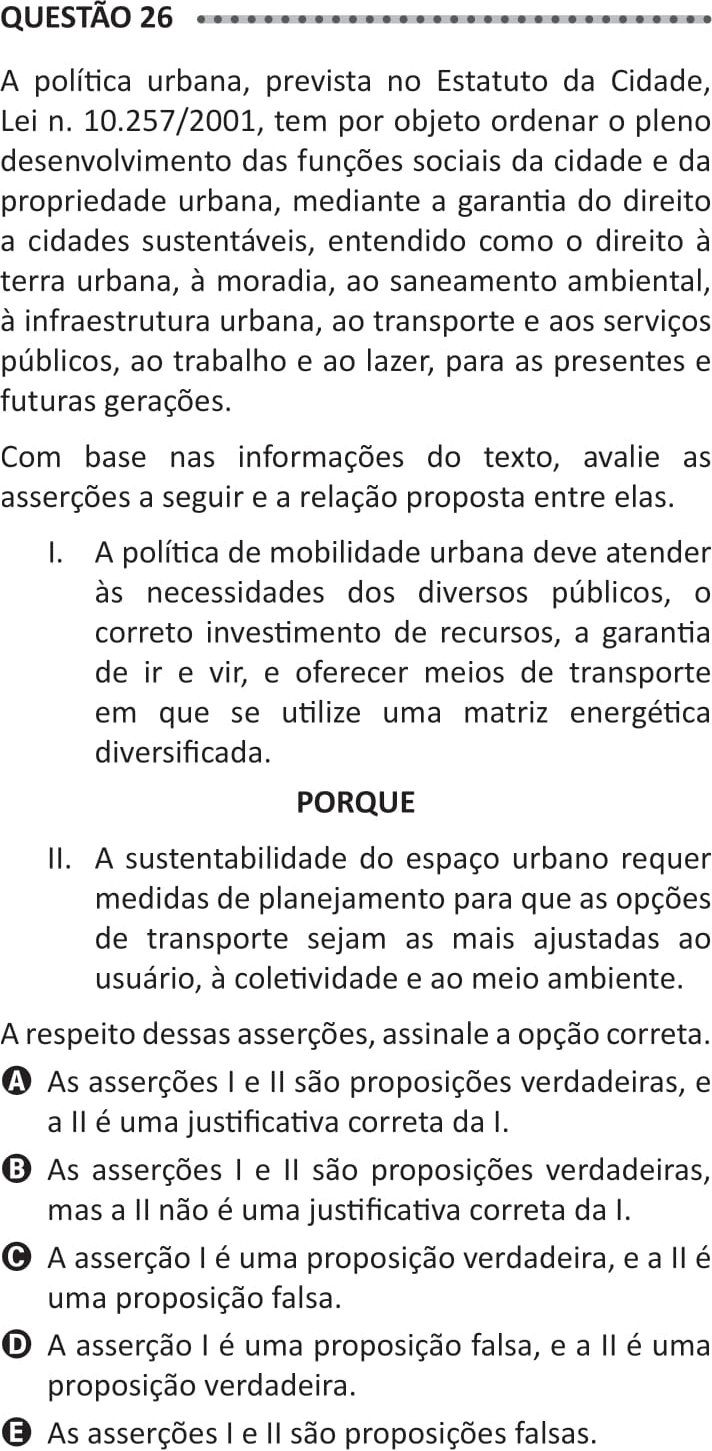 QUESTÃO 26
A política urbana, prevista no Estatuto da Cidade,
Lei n. 10.257/2001, tem por objeto ordenar o pleno
desenvolvimento das funções sociais da cidade e da
propriedade urbana, mediante a garantia do direito
a cidades sustentáveis, entendido como o direito à
terra urbana, à moradia, ao saneamento ambiental,
à infraestrutura urbana, ao transporte e aos serviços
públicos, ao trabalho e ao lazer, para as presentes e
futuras gerações.
Com base nas informações do texto, avalie as
asserções a seguir e a relação proposta entre elas.
I. A política de mobilidade urbana deve atender
às necessidades dos diversos públicos, o
correto investimento de recursos, a garantia
de ir e vir, e oferecer meios de transporte
em que se utilize uma matriz energética
diversificada.
PORQUE
II. A sustentabilidade do espaço urbano requer
medidas de planejamento para que as opções
de transporte sejam as mais ajustadas ao
usuário, à coletividade e ao meio ambiente.
A respeito dessas asserções, assinale a opção correta.
A As asserções I e II são proposições verdadeiras, e
a II é uma justificativa correta da I.
B As asserções I e II são proposições verdadeiras,
mas a II não é uma justificativa correta da I.
C A asserção I é uma proposição verdadeira, e a II é
uma proposição falsa.
D A asserção I é uma proposição falsa, e a II é uma
proposição verdadeira.
E As asserções I e II são proposições falsas.